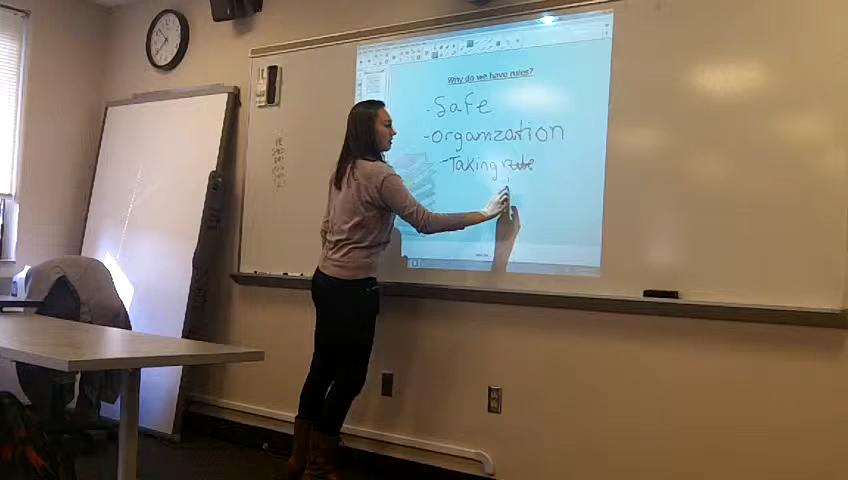 Why do we have rules?
- Safe
- organization
- Taking